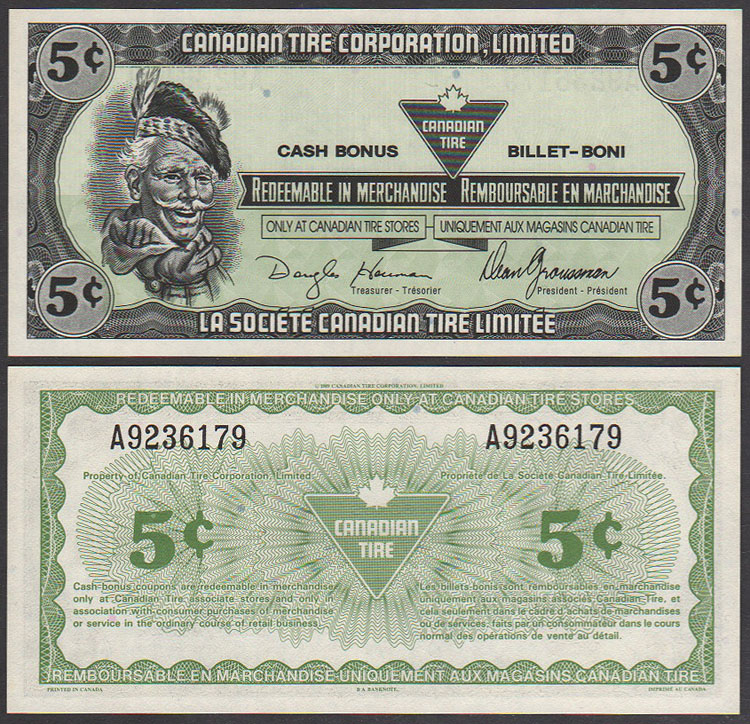 5¢ CANADIAN TIRE CORPORATION, LIMITED 5¢
CANADIAN
TIRE
CASH BONUS BILLET-BONI
REDEEMABLE IN MERCHANDISE REMBOURSABLE EN MARCHANDISE
ONLY AT CANADIAN TIRE STORES – UNIQUEMENT AUX MAGASINS CANADIAN TIRE
Dean Groussman
Treasurer - Trésorier President - Président
5¢ LA SOCIÉTÉ CANADIAN TIRE LIMITÉE 5¢
CANADIAN TIRE CORPORATION, LIMITED
REDEEMABLE IN MERCHANDISE ONLY AT CANADIAN TIRE STORES
A9236179 A9236179
Property of Canadian Tire Corporation, Limited. Propriété de La Société Canadian Tire Limitée.
5¢ CANADIAN 5¢
TIRE
Cash bonus coupons are redeemable in merchandise
only at Canadian Tire associate stores and only in
association with consumer purchases of merchandise
or service in the ordinary course of retail business.
Les billets-bonis sont remboursables en marchandise
uniquement aux magasins associés Canadian Tire, et
cela seulement dans le cadre d'achats de marchandises
ou de services, faits par un consommateur dans le cours
normal des opérations de vente au détail.
REMBOURSABLE EN MARCHANDISE UNIQUEMENT AUX MAGASINS CANADIAN TIRE
PRINTED IN CANADA B A BANKNOTE. IMPRIMÉ AU CANADA